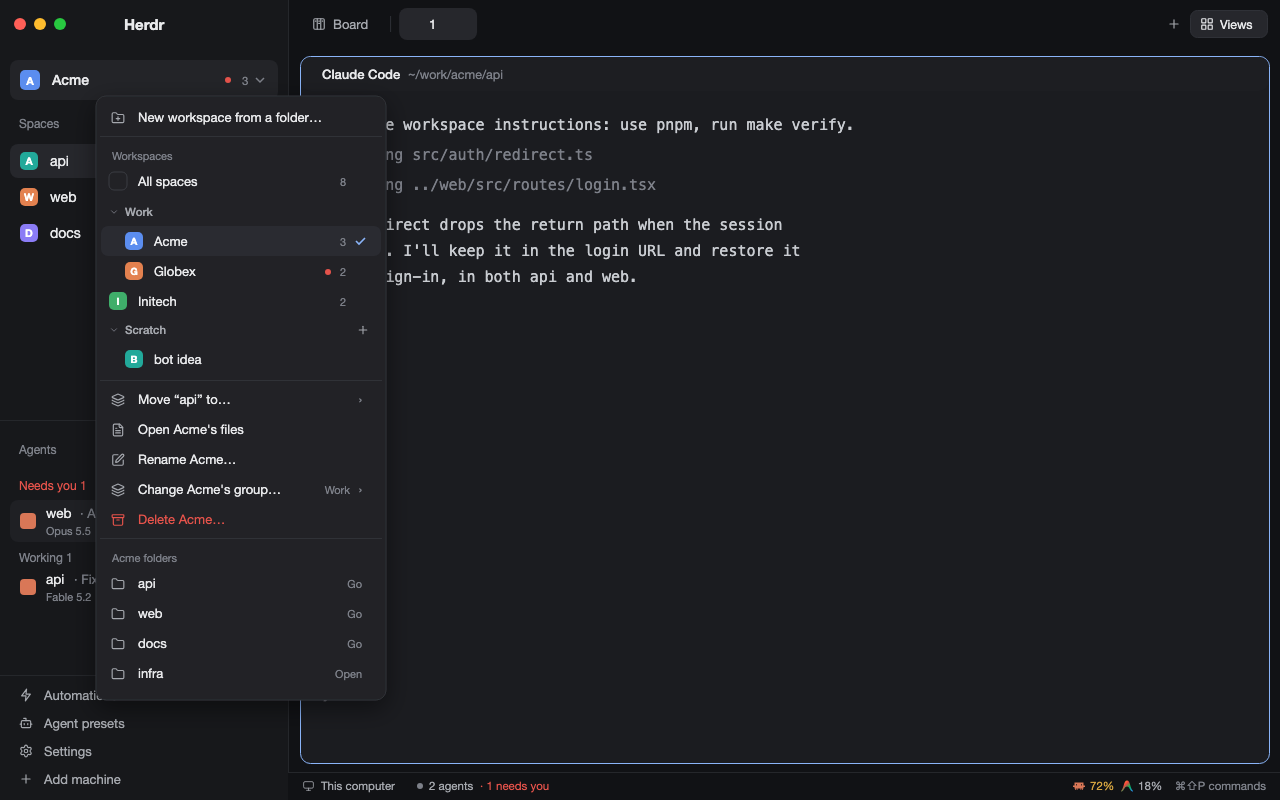 Herdr
Board
1
+
Views
A Acme 3
Spaces
A api
W web
D docs
Claude Code ~/work/acme/api
e workspace instructions: use pnpm, run make verify.
ng src/auth/redirect.ts
ng ../web/src/routes/login.tsx
irect drops the return path when the session
. I'll keep it in the login URL and restore it
ign-in, in both api and web.
New workspace from a folder…
Workspaces
All spaces 8
Work
A Acme 3
G Globex 2
I Initech 2
Scratch +
B bot idea
Move “api” to… ›
Open Acme's files
Rename Acme…
Change Acme's group… Work ›
Delete Acme…
Acme folders
api Go
web Go
docs Go
infra Open
Agents
Needs you 1
web · A
Opus 5.5
Working 1
api · Fix
Fable 5.2
Automatic
Agent presets
Settings
+ Add machine
This computer
2 agents · 1 needs you
72% 18% ⌘⇧P commands